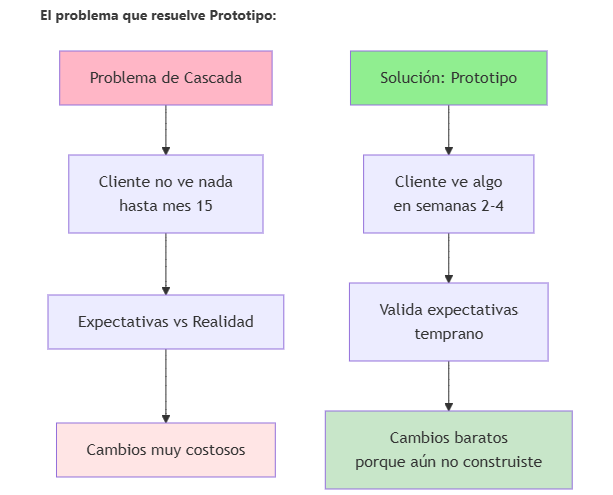 El problema que resuelve Prototipo:
Problema de Cascada
Cliente no ve nada
hasta mes 15
Expectativas vs Realidad
Cambios muy costosos
Solución: Prototipo
Cliente ve algo
en semanas 2-4
Valida expectativas
temprano
Cambios baratos
porque aún no construiste